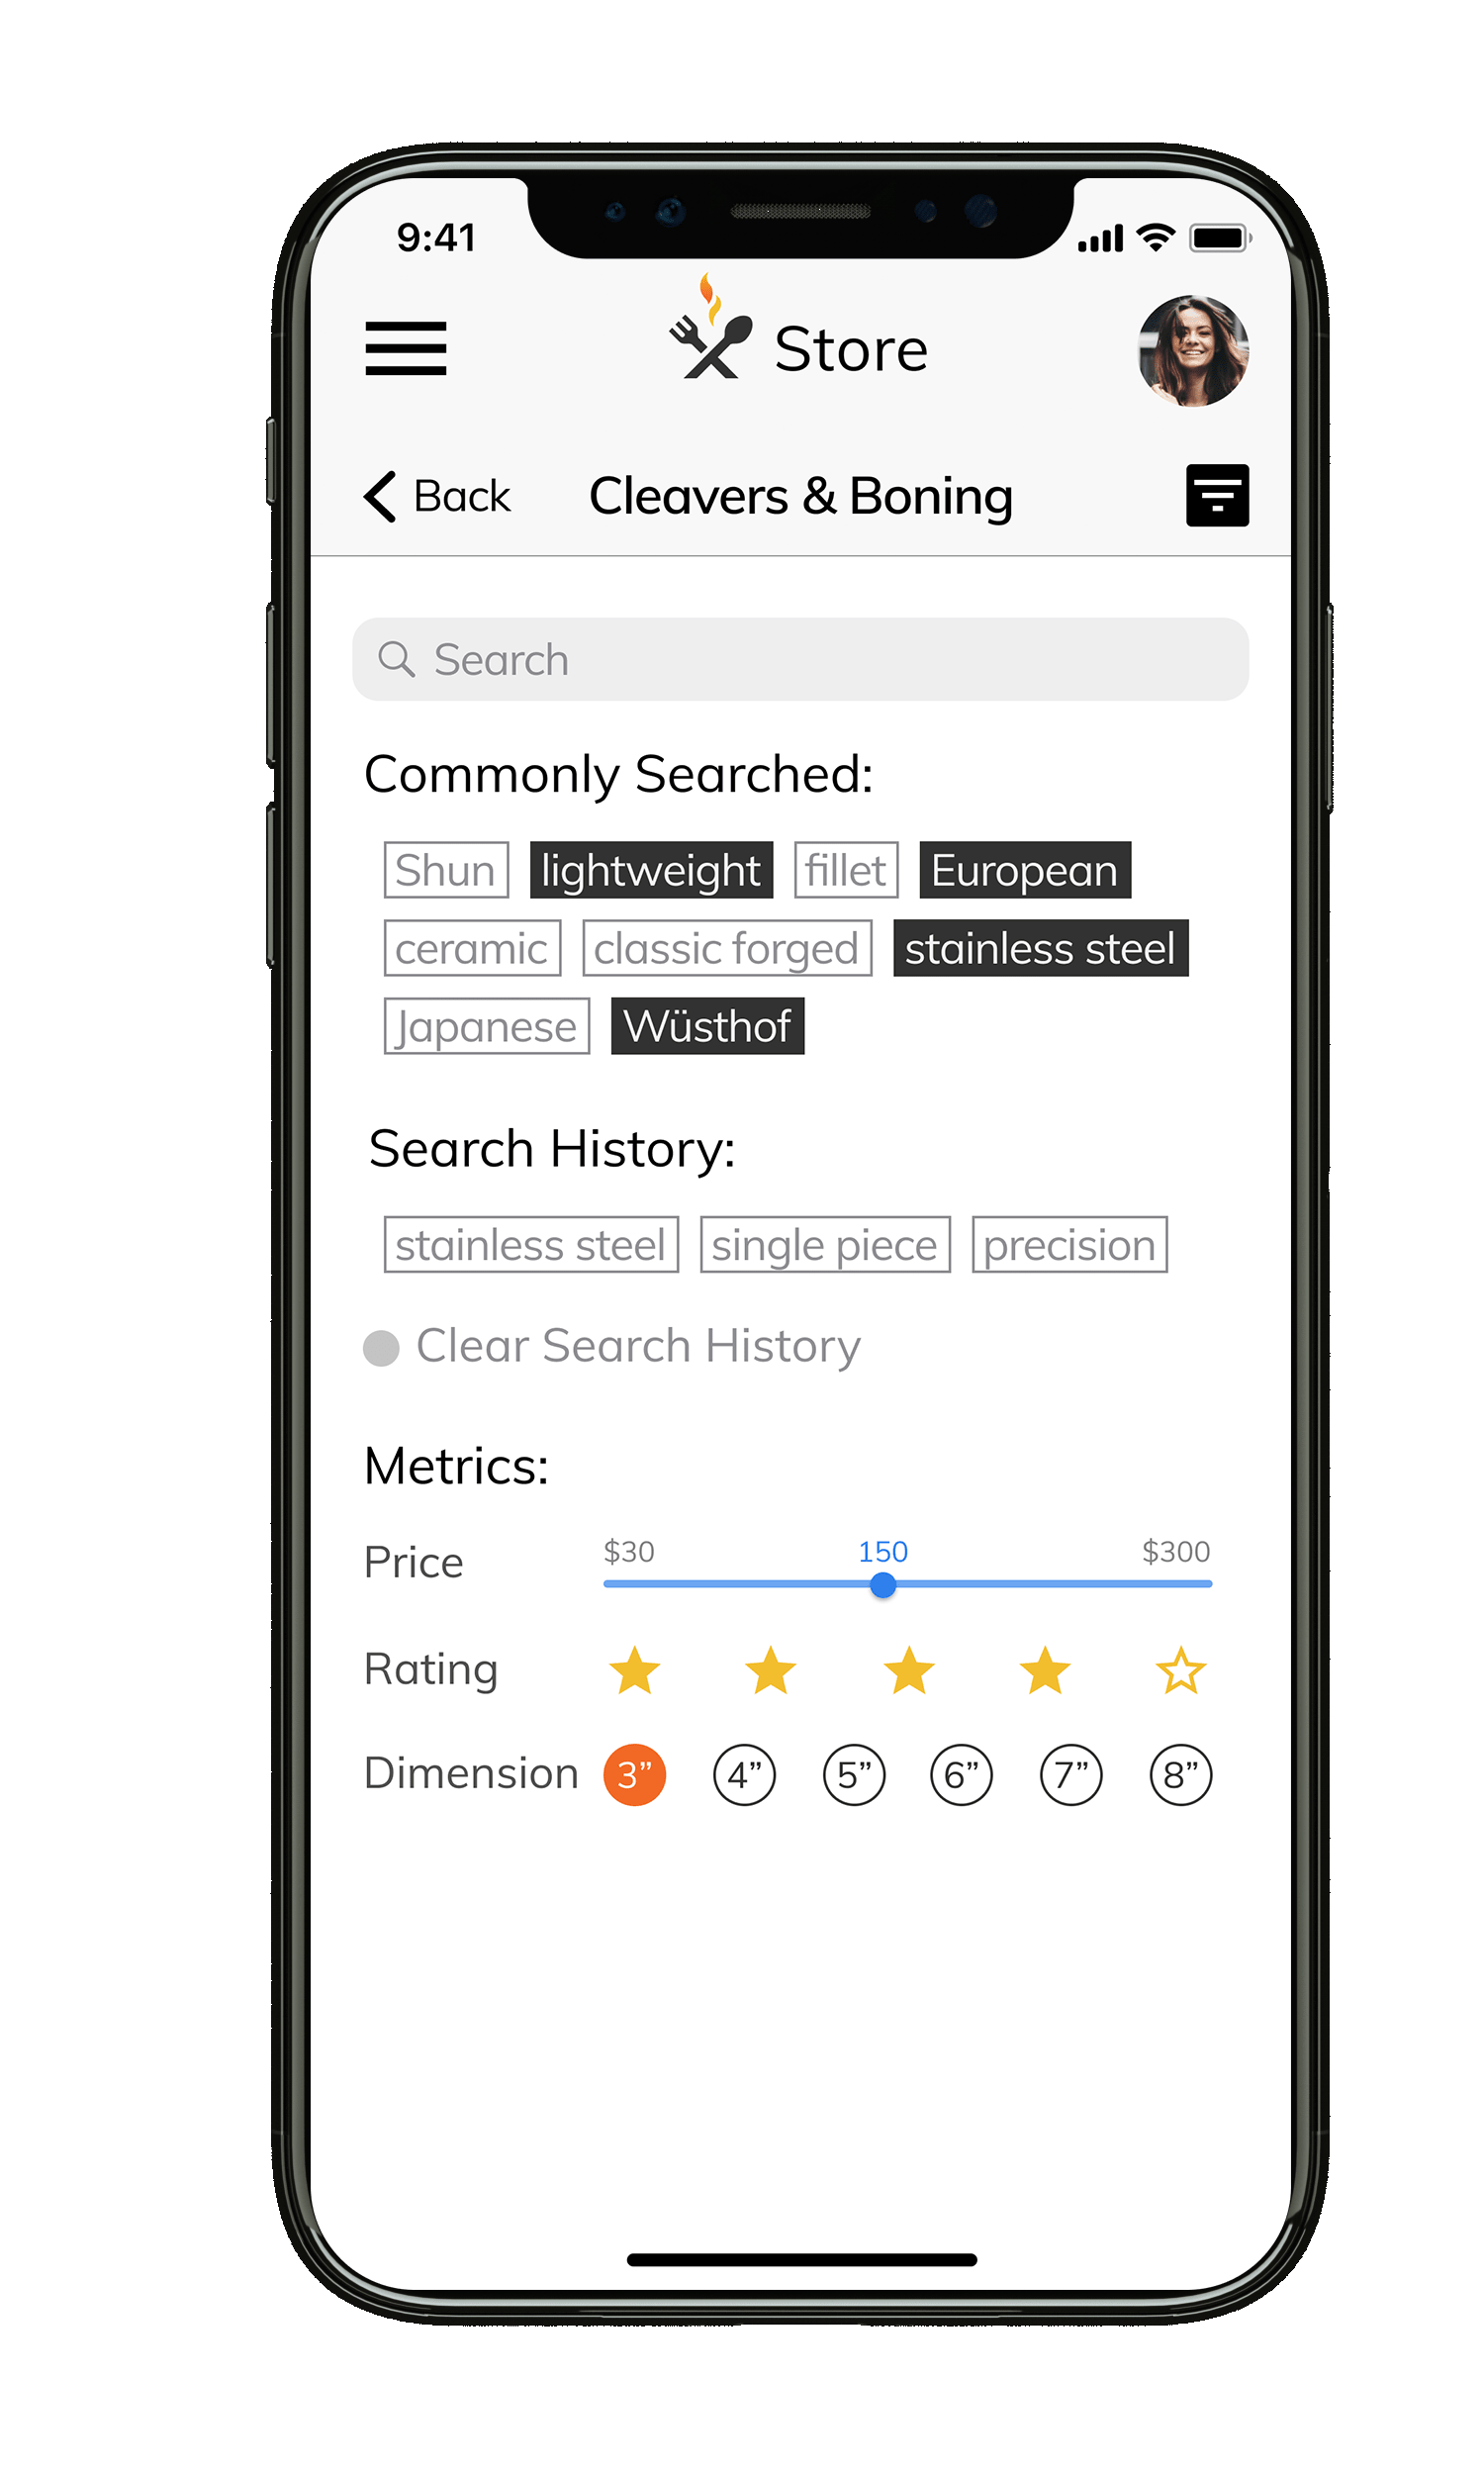 9:41
Store
Back Cleavers & Boning
Search
Commonly Searched:
Shun lightweight fillet European
ceramic classic forged stainless steel
Japanese Wüsthof
Search History:
stainless steel single piece precision
Clear Search History
Metrics:
Price $30 150 $300
Rating
Dimension 3” 4” 5” 6” 7” 8”